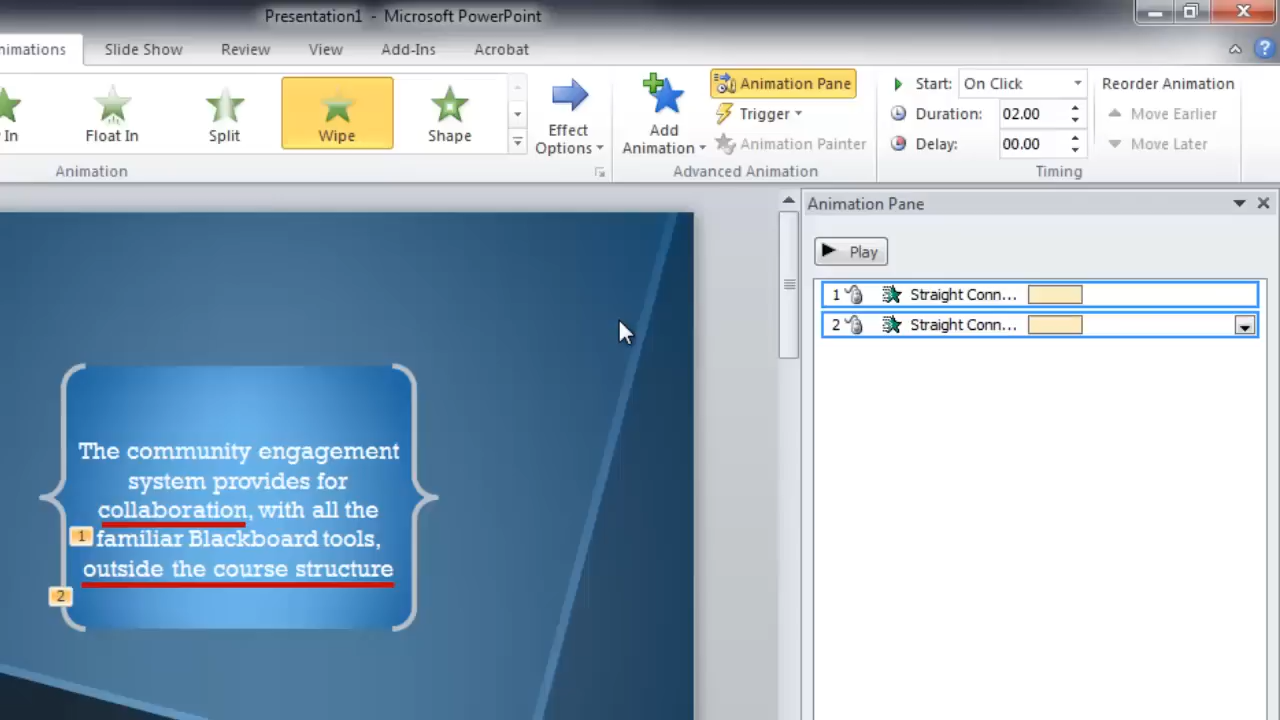 Presentation1 - Microsoft PowerPoint
nimations Slide Show Review View Add-Ins Acrobat
In Float In Split Wipe Shape
Effect Options
Add Animation
Animation Pane
Trigger
Animation Painter
Start: On Click
Duration: 02.00
Delay: 00.00
Reorder Animation
Move Earlier
Move Later
Animation Advanced Animation Timing
Animation Pane
Play
1 Straight Conn...
2 Straight Conn...
The community engagement
system provides for
collaboration, with all the
1 familiar Blackboard tools,
outside the course structure
2